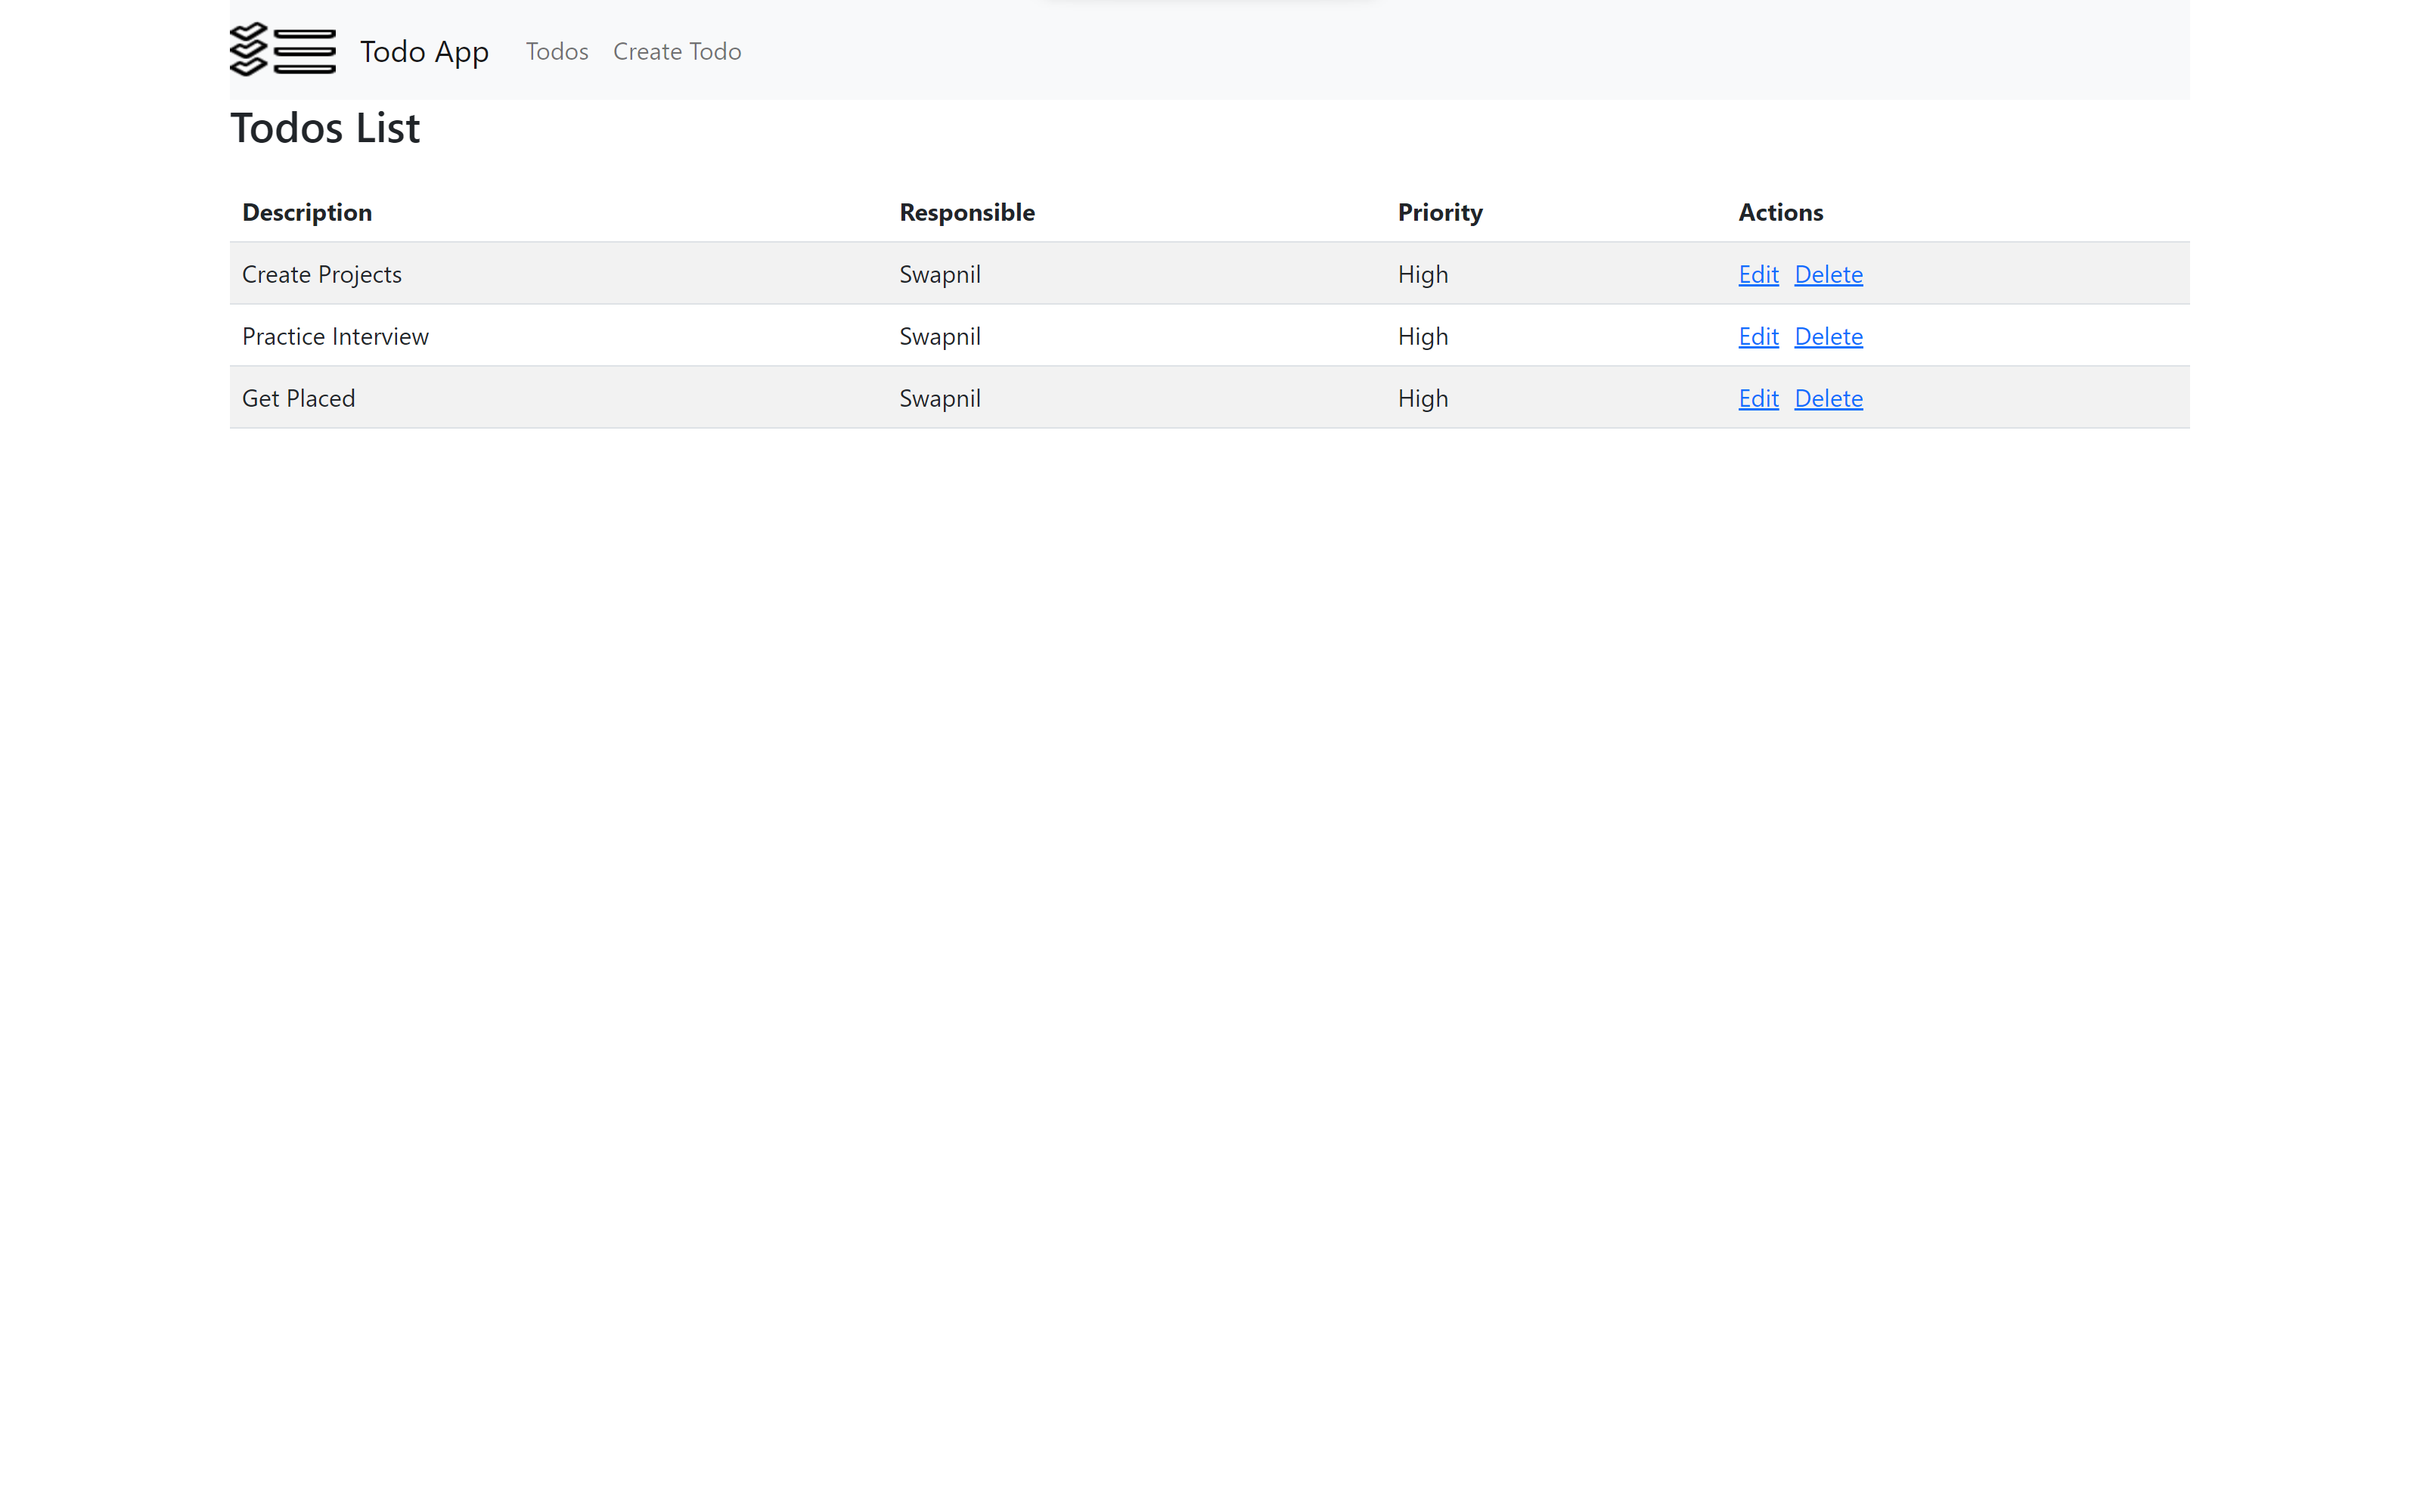 Todo App Todos Create Todo
Todos List
Description Responsible Priority Actions
Create Projects Swapnil High Edit Delete
Practice Interview Swapnil High Edit Delete
Get Placed Swapnil High Edit Delete